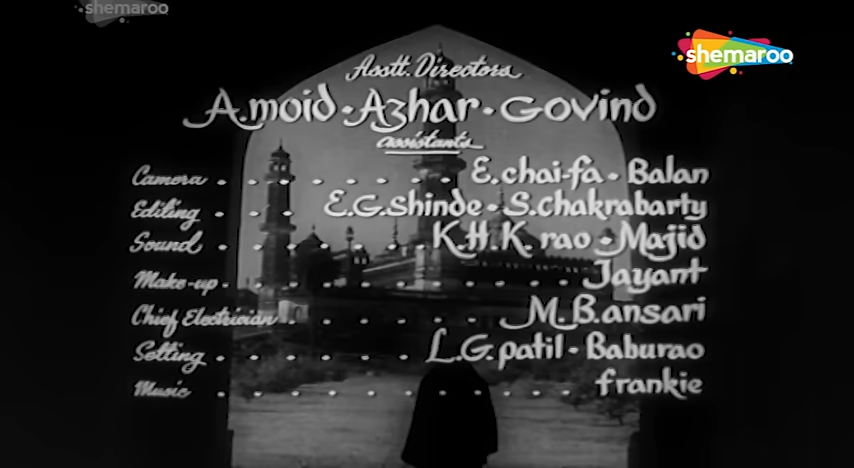 shemaroo
shemaroo
Asstt. Directors
A.moid · Azhar · Govind
assistants
Camera . . . . . . . E.chai-fa · Balan
Editing . . . E.G.shinde · S.chakrabarty
Sound . . . . . . K.H.K. rao · Majid
Make-up . . . . . . . . . . . Jayant
Chief Electrician . . . . . . . M.B.ansari
Setting . . . . . L.G.patil · Baburao
Music . . . . . . . . . . . frankie